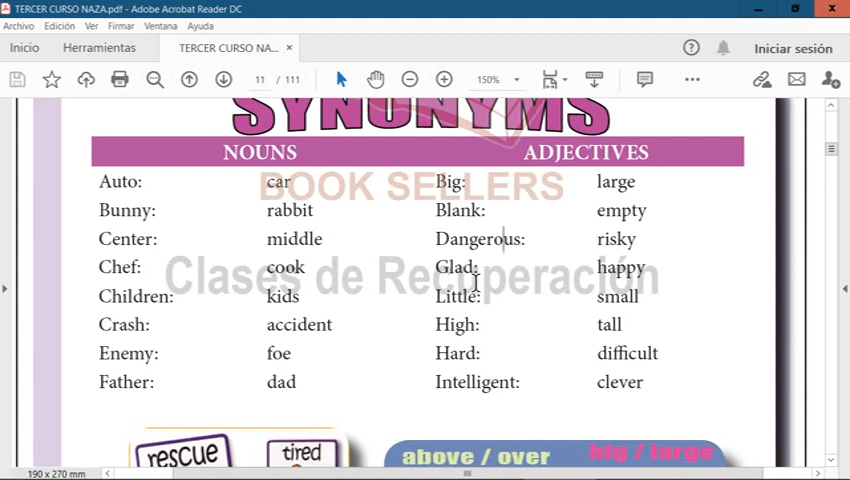 TERCER CURSO NAZA.pdf - Adobe Acrobat Reader DC
Archivo Edición Ver Firmar Ventana Ayuda
Inicio Herramientas TERCER CURSO NA... × Iniciar sesión
11 / 111 150%
SYNONYMS
NOUNS ADJECTIVES
BOOK SELLERS
Clases de Recuperación
Auto: car Big: large
Bunny: rabbit Blank: empty
Center: middle Dangerous: risky
Chef: cook Glad: happy
Children: kids Little: small
Crash: accident High: tall
Enemy: foe Hard: difficult
Father: dad Intelligent: clever
rescue tired above / over big / large
190 x 270 mm